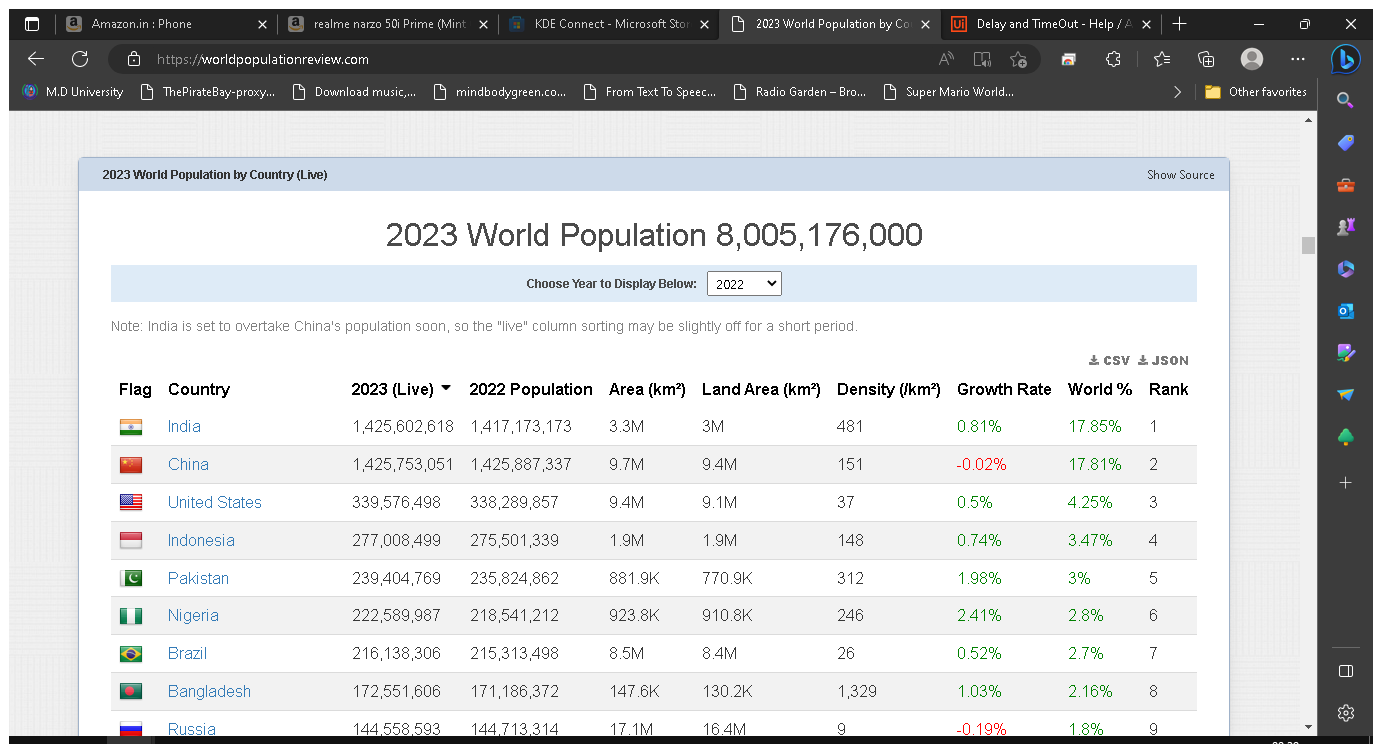 Amazon.in : Phone
realme narzo 50i Prime (Mint
KDE Connect - Microsoft Stor
2023 World Population by Co
Delay and TimeOut - Help / A
https://worldpopulationreview.com
M.D University ThePirateBay-proxy... Download music,... mindbodygreen.co... From Text To Speec... Radio Garden – Bro... Super Mario World... Other favorites
2023 World Population by Country (Live) Show Source
2023 World Population 8,005,176,000
Choose Year to Display Below: 2022
Note: India is set to overtake China's population soon, so the "live" column sorting may be slightly off for a short period.
CSV JSON
Flag Country 2023 (Live) 2022 Population Area (km²) Land Area (km²) Density (/km²) Growth Rate World % Rank
India 1,425,602,618 1,417,173,173 3.3M 3M 481 0.81% 17.85% 1
China 1,425,753,051 1,425,887,337 9.7M 9.4M 151 -0.02% 17.81% 2
United States 339,576,498 338,289,857 9.4M 9.1M 37 0.5% 4.25% 3
Indonesia 277,008,499 275,501,339 1.9M 1.9M 148 0.74% 3.47% 4
Pakistan 239,404,769 235,824,862 881.9K 770.9K 312 1.98% 3% 5
Nigeria 222,589,987 218,541,212 923.8K 910.8K 246 2.41% 2.8% 6
Brazil 216,138,306 215,313,498 8.5M 8.4M 26 0.52% 2.7% 7
Bangladesh 172,551,606 171,186,372 147.6K 130.2K 1,329 1.03% 2.16% 8
Russia 144,558,593 144,713,314 17.1M 16.4M 9 -0.19% 1.8% 9